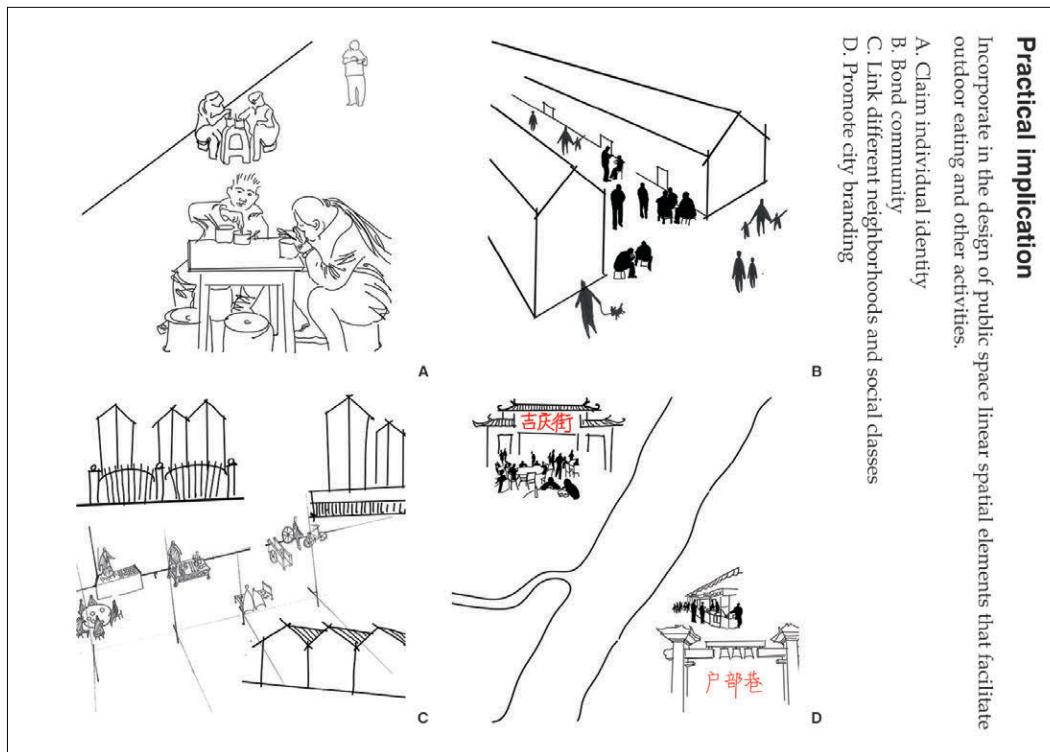 Practical implication
Incorporate in the design of public space linear spatial elements that facilitate
outdoor eating and other activities.
A. Claim individual identity
B. Bond community
C. Link different neighborhoods and social classes
D. Promote city branding
A
B
吉庆街
户部巷
C
D